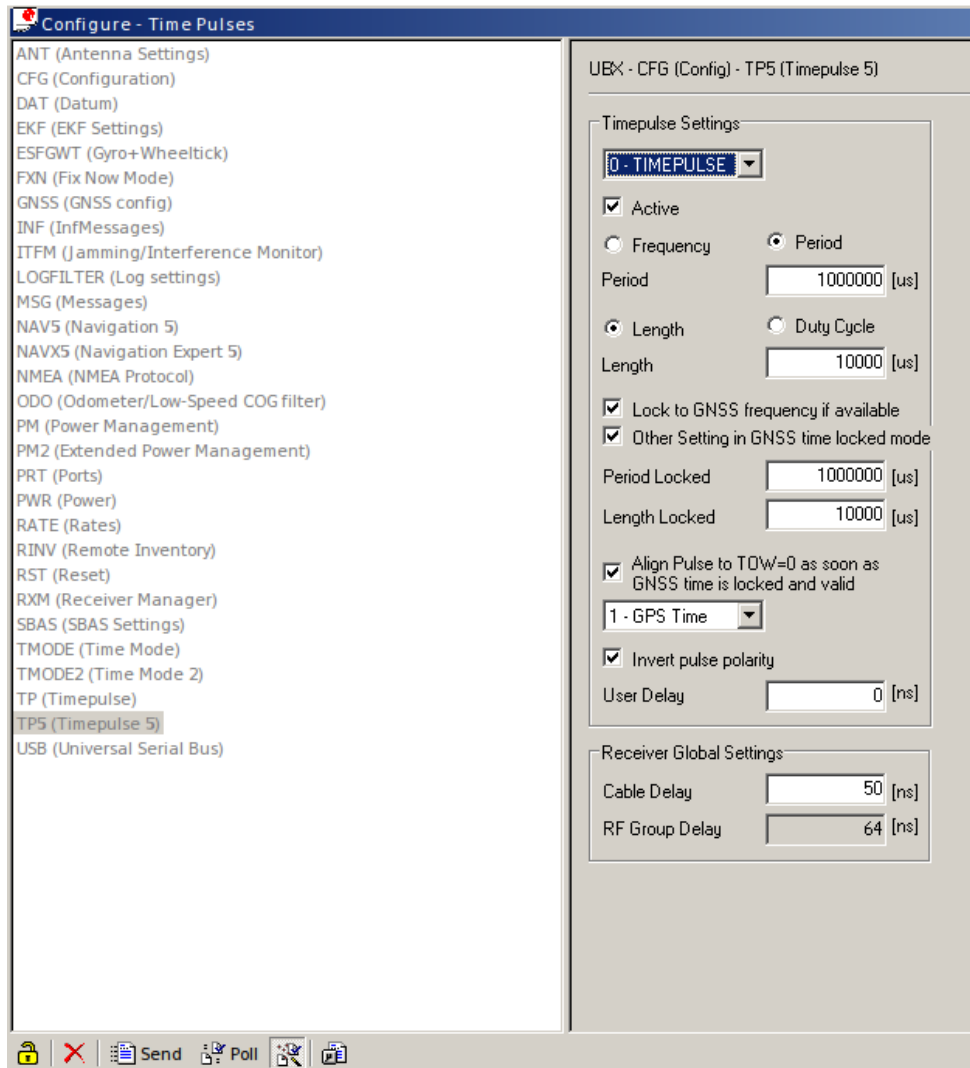 Configure - Time Pulses
ANT (Antenna Settings)
CFG (Configuration)
DAT (Datum)
EKF (EKF Settings)
ESFGWT (Gyro+Wheeltick)
FXN (Fix Now Mode)
GNSS (GNSS config)
INF (InfMessages)
ITFM (Jamming/Interference Monitor)
LOGFILTER (Log settings)
MSG (Messages)
NAV5 (Navigation 5)
NAVX5 (Navigation Expert 5)
NMEA (NMEA Protocol)
ODO (Odometer/Low-Speed COG filter)
PM (Power Management)
PM2 (Extended Power Management)
PRT (Ports)
PWR (Power)
RATE (Rates)
RINV (Remote Inventory)
RST (Reset)
RXM (Receiver Manager)
SBAS (SBAS Settings)
TMODE (Time Mode)
TMODE2 (Time Mode 2)
TP (Timepulse)
TP5 (Timepulse 5)
USB (Universal Serial Bus)
UBX - CFG (Config) - TP5 (Timepulse 5)
Timepulse Settings
0 - TIMEPULSE
Active
Frequency Period
Period 1000000 [us]
Length Duty Cycle
Length 10000 [us]
Lock to GNSS frequency if available
Other Setting in GNSS time locked mode
Period Locked 1000000 [us]
Length Locked 10000 [us]
Align Pulse to TOW=0 as soon as
GNSS time is locked and valid
1 - GPS Time
Invert pulse polarity
User Delay 0 [ns]
Receiver Global Settings
Cable Delay 50 [ns]
RF Group Delay 64 [ns]
Send Poll